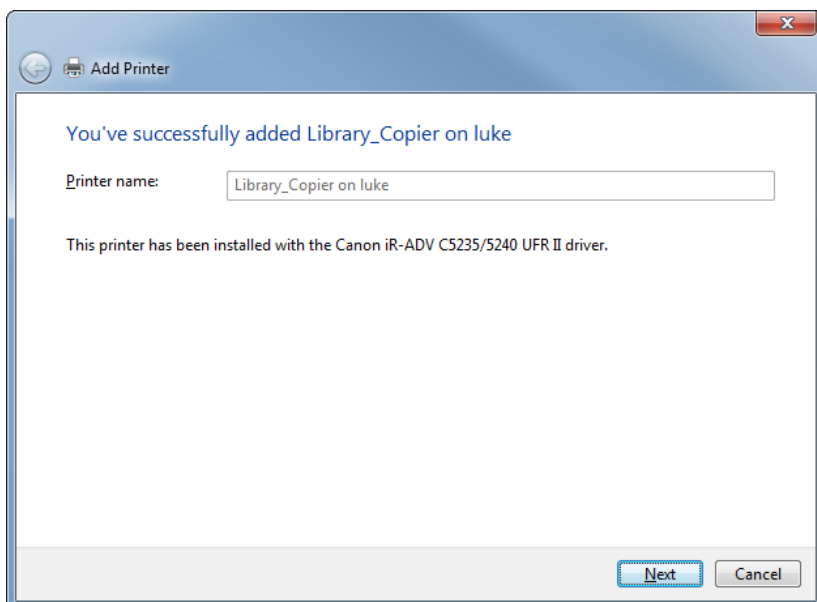 Add Printer
You've successfully added Library_Copier on luke
Printer name:
Library_Copier on luke
This printer has been installed with the Canon iR-ADV C5235/5240 UFR II driver.
Next Cancel